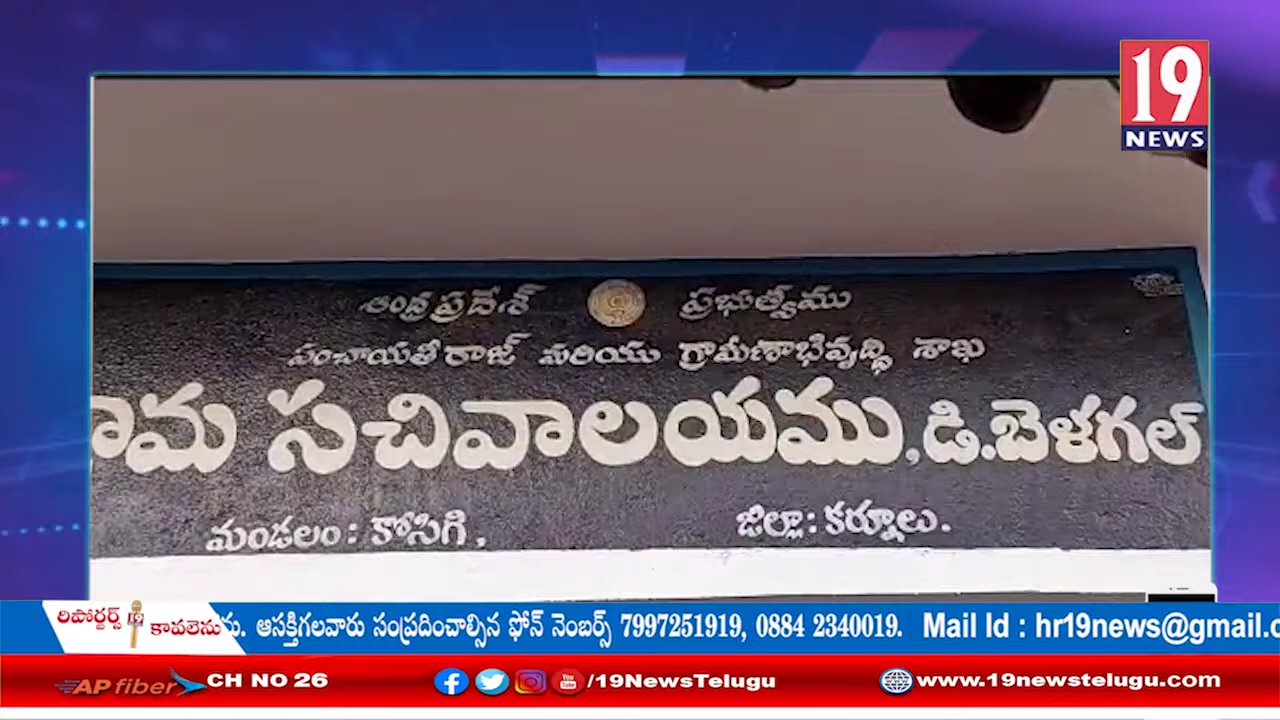 19
NEWS
ఆంధ్ర ప్రదేశ్ ప్రభుత్వము
పంచాయతీ రాజ్ మరియు గ్రామీణాభివృద్ధి శాఖ
ామ సచివాలయము, డి.బెళగల్
మండలం : కోసిగి, జిల్లా : కర్నూలు.
రిపోర్టర్స్ 19 కావలెను
ను. ఆసక్తిగలవారు సంప్రదించాల్సిన ఫోన్ నెంబర్స్ 7997251919, 0884 2340019. Mail Id : hr19news@gmail.c
AP fiber CH NO 26 /19NewsTelugu www.19newstelugu.com